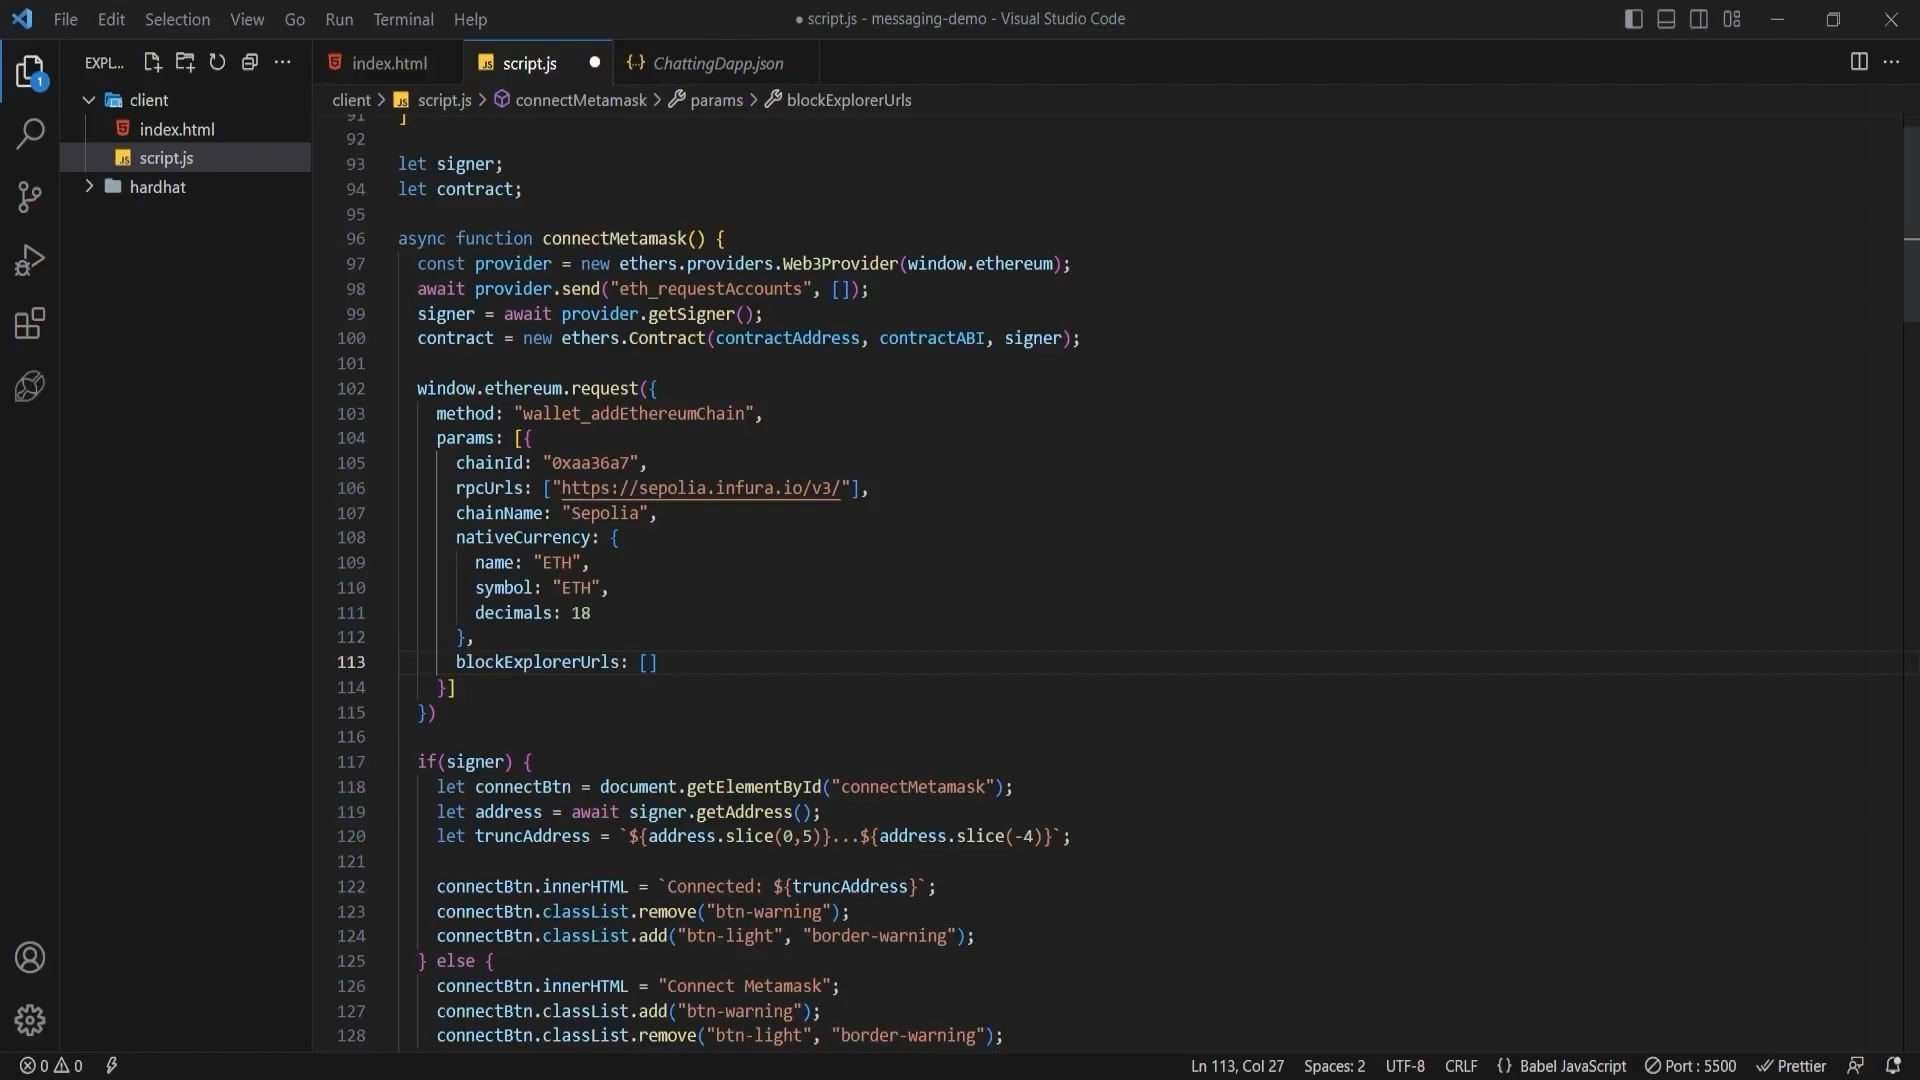 File Edit Selection View Go Run Terminal Help
● script.js - messaging-demo - Visual Studio Code
EXPL...
1
client
index.html
script.js
hardhat
index.html
script.js
ChattingDapp.json
client > script.js > connectMetamask > params > blockExplorerUrls
91 ]
92
93 let signer;
94 let contract;
95
96 async function connectMetamask() {
97 const provider = new ethers.providers.Web3Provider(window.ethereum);
98 await provider.send("eth_requestAccounts", []);
99 signer = await provider.getSigner();
100 contract = new ethers.Contract(contractAddress, contractABI, signer);
101
102 window.ethereum.request({
103 method: "wallet_addEthereumChain",
104 params: [{
105 chainId: "0xaa36a7",
106 rpcUrls: ["https://sepolia.infura.io/v3/"],
107 chainName: "Sepolia",
108 nativeCurrency: {
109 name: "ETH",
110 symbol: "ETH",
111 decimals: 18
112 },
113 blockExplorerUrls: []
114 }]
115 })
116
117 if(signer) {
118 let connectBtn = document.getElementById("connectMetamask");
119 let address = await signer.getAddress();
120 let truncAddress = `${address.slice(0,5)}...${address.slice(-4)}`;
121
122 connectBtn.innerHTML = `Connected: ${truncAddress}`;
123 connectBtn.classList.remove("btn-warning");
124 connectBtn.classList.add("btn-light", "border-warning");
125 } else {
126 connectBtn.innerHTML = "Connect Metamask";
127 connectBtn.classList.add("btn-warning");
128 connectBtn.classList.remove("btn-light", "border-warning");
0 0
Ln 113, Col 27 Spaces: 2 UTF-8 CRLF {} Babel JavaScript Port : 5500 Prettier